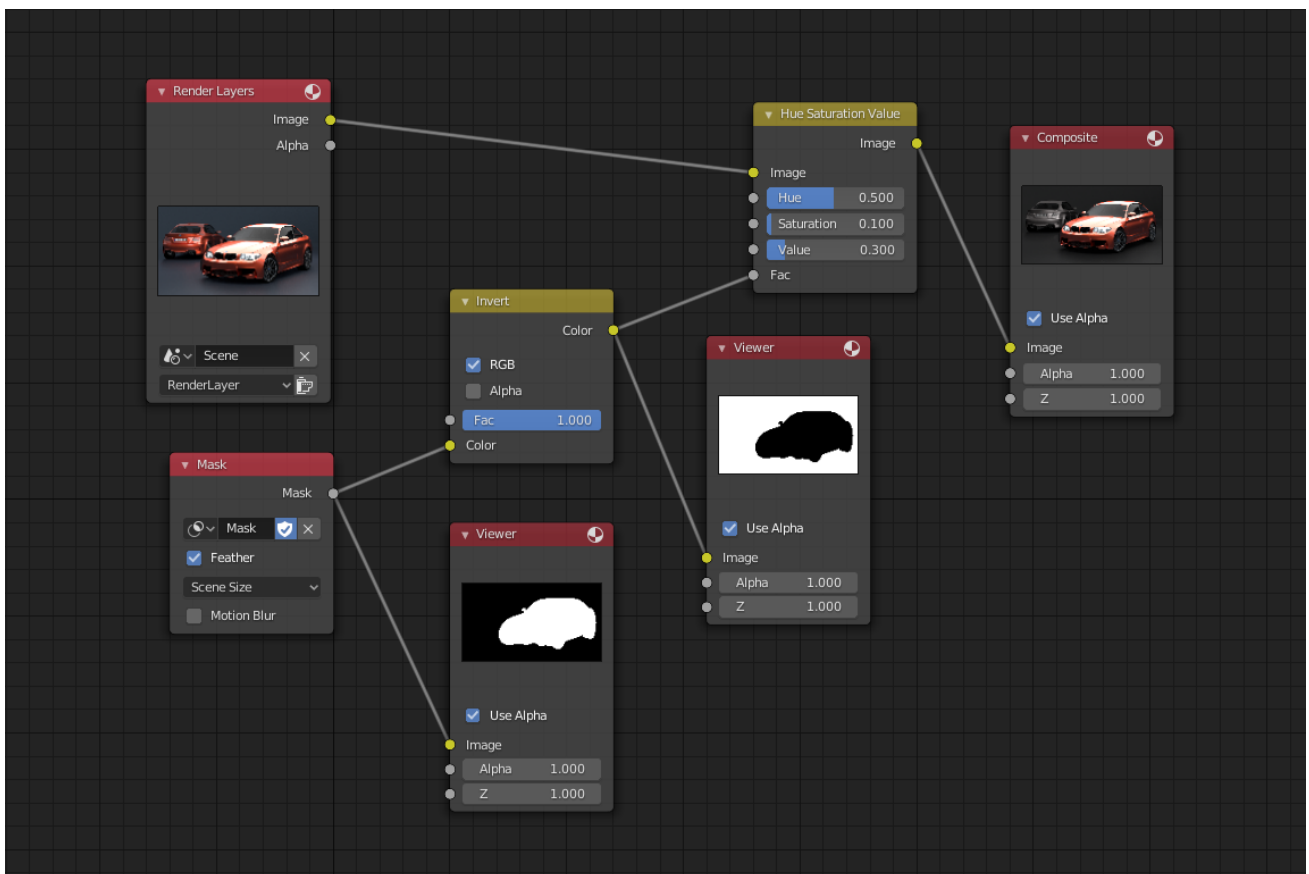 Render Layers
Image
Alpha
Scene
RenderLayer
Mask
Mask
Mask
Feather
Scene Size
Motion Blur
Invert
Color
RGB
Alpha
Fac 1.000
Color
Viewer
Use Alpha
Image
Alpha 1.000
Z 1.000
Hue Saturation Value
Image
Image
Hue 0.500
Saturation 0.100
Value 0.300
Fac
Viewer
Use Alpha
Image
Alpha 1.000
Z 1.000
Composite
Use Alpha
Image
Alpha 1.000
Z 1.000